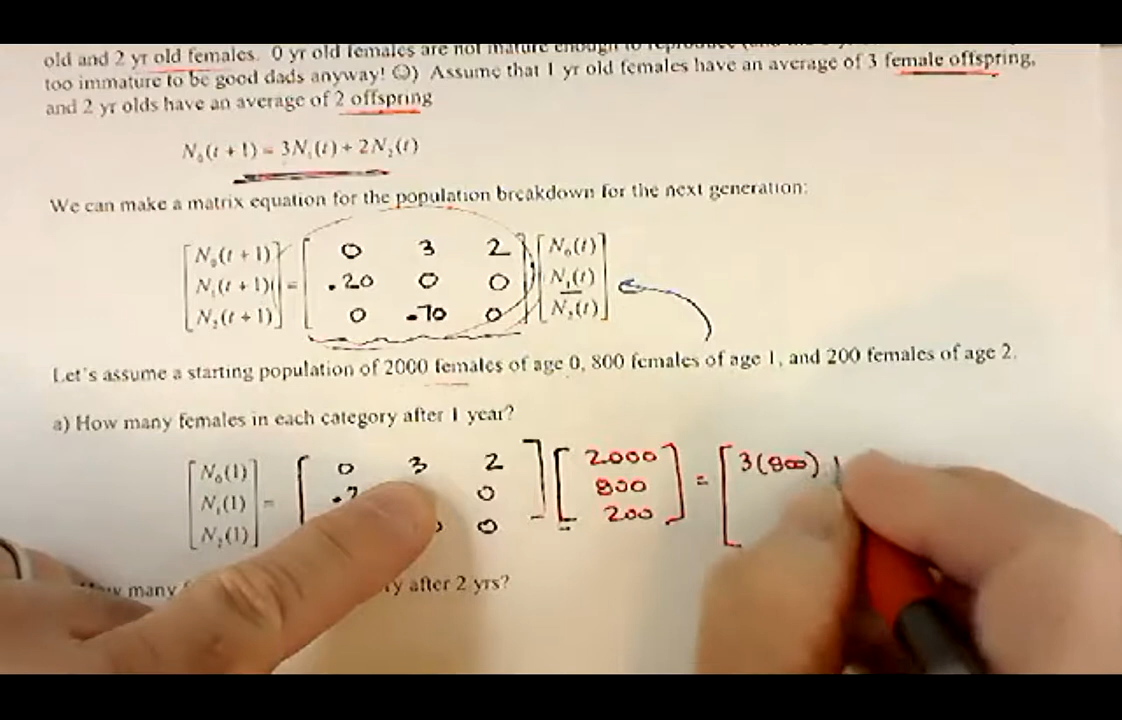 old and 2 yr old females. 0 yr old females are not mature enough to reproduce
too immature to be good dads anyway! ☺) Assume that 1 yr old females have an average of 3 female offspring,
and 2 yr olds have an average of 2 offspring
N₀(t + 1) = 3N₁(t) + 2N₂(t)
We can make a matrix equation for the population breakdown for the next generation:
[N₀(t + 1)] [0 3 2] [N₀(t)]
[N₁(t + 1)] = [.20 0 0] [N₁(t)]
[N₂(t + 1)] [0 .70 0] [N₂(t)]
Let's assume a starting population of 2000 females of age 0, 800 females of age 1, and 200 females of age 2.
a) How many females in each category after 1 year?
[N₀(1)] [0 3 2] [2000] [3(800)
[N₁(1)] = [.2 0] [800] =
[N₂(1)] [0] [200]
many y after 2 yrs?